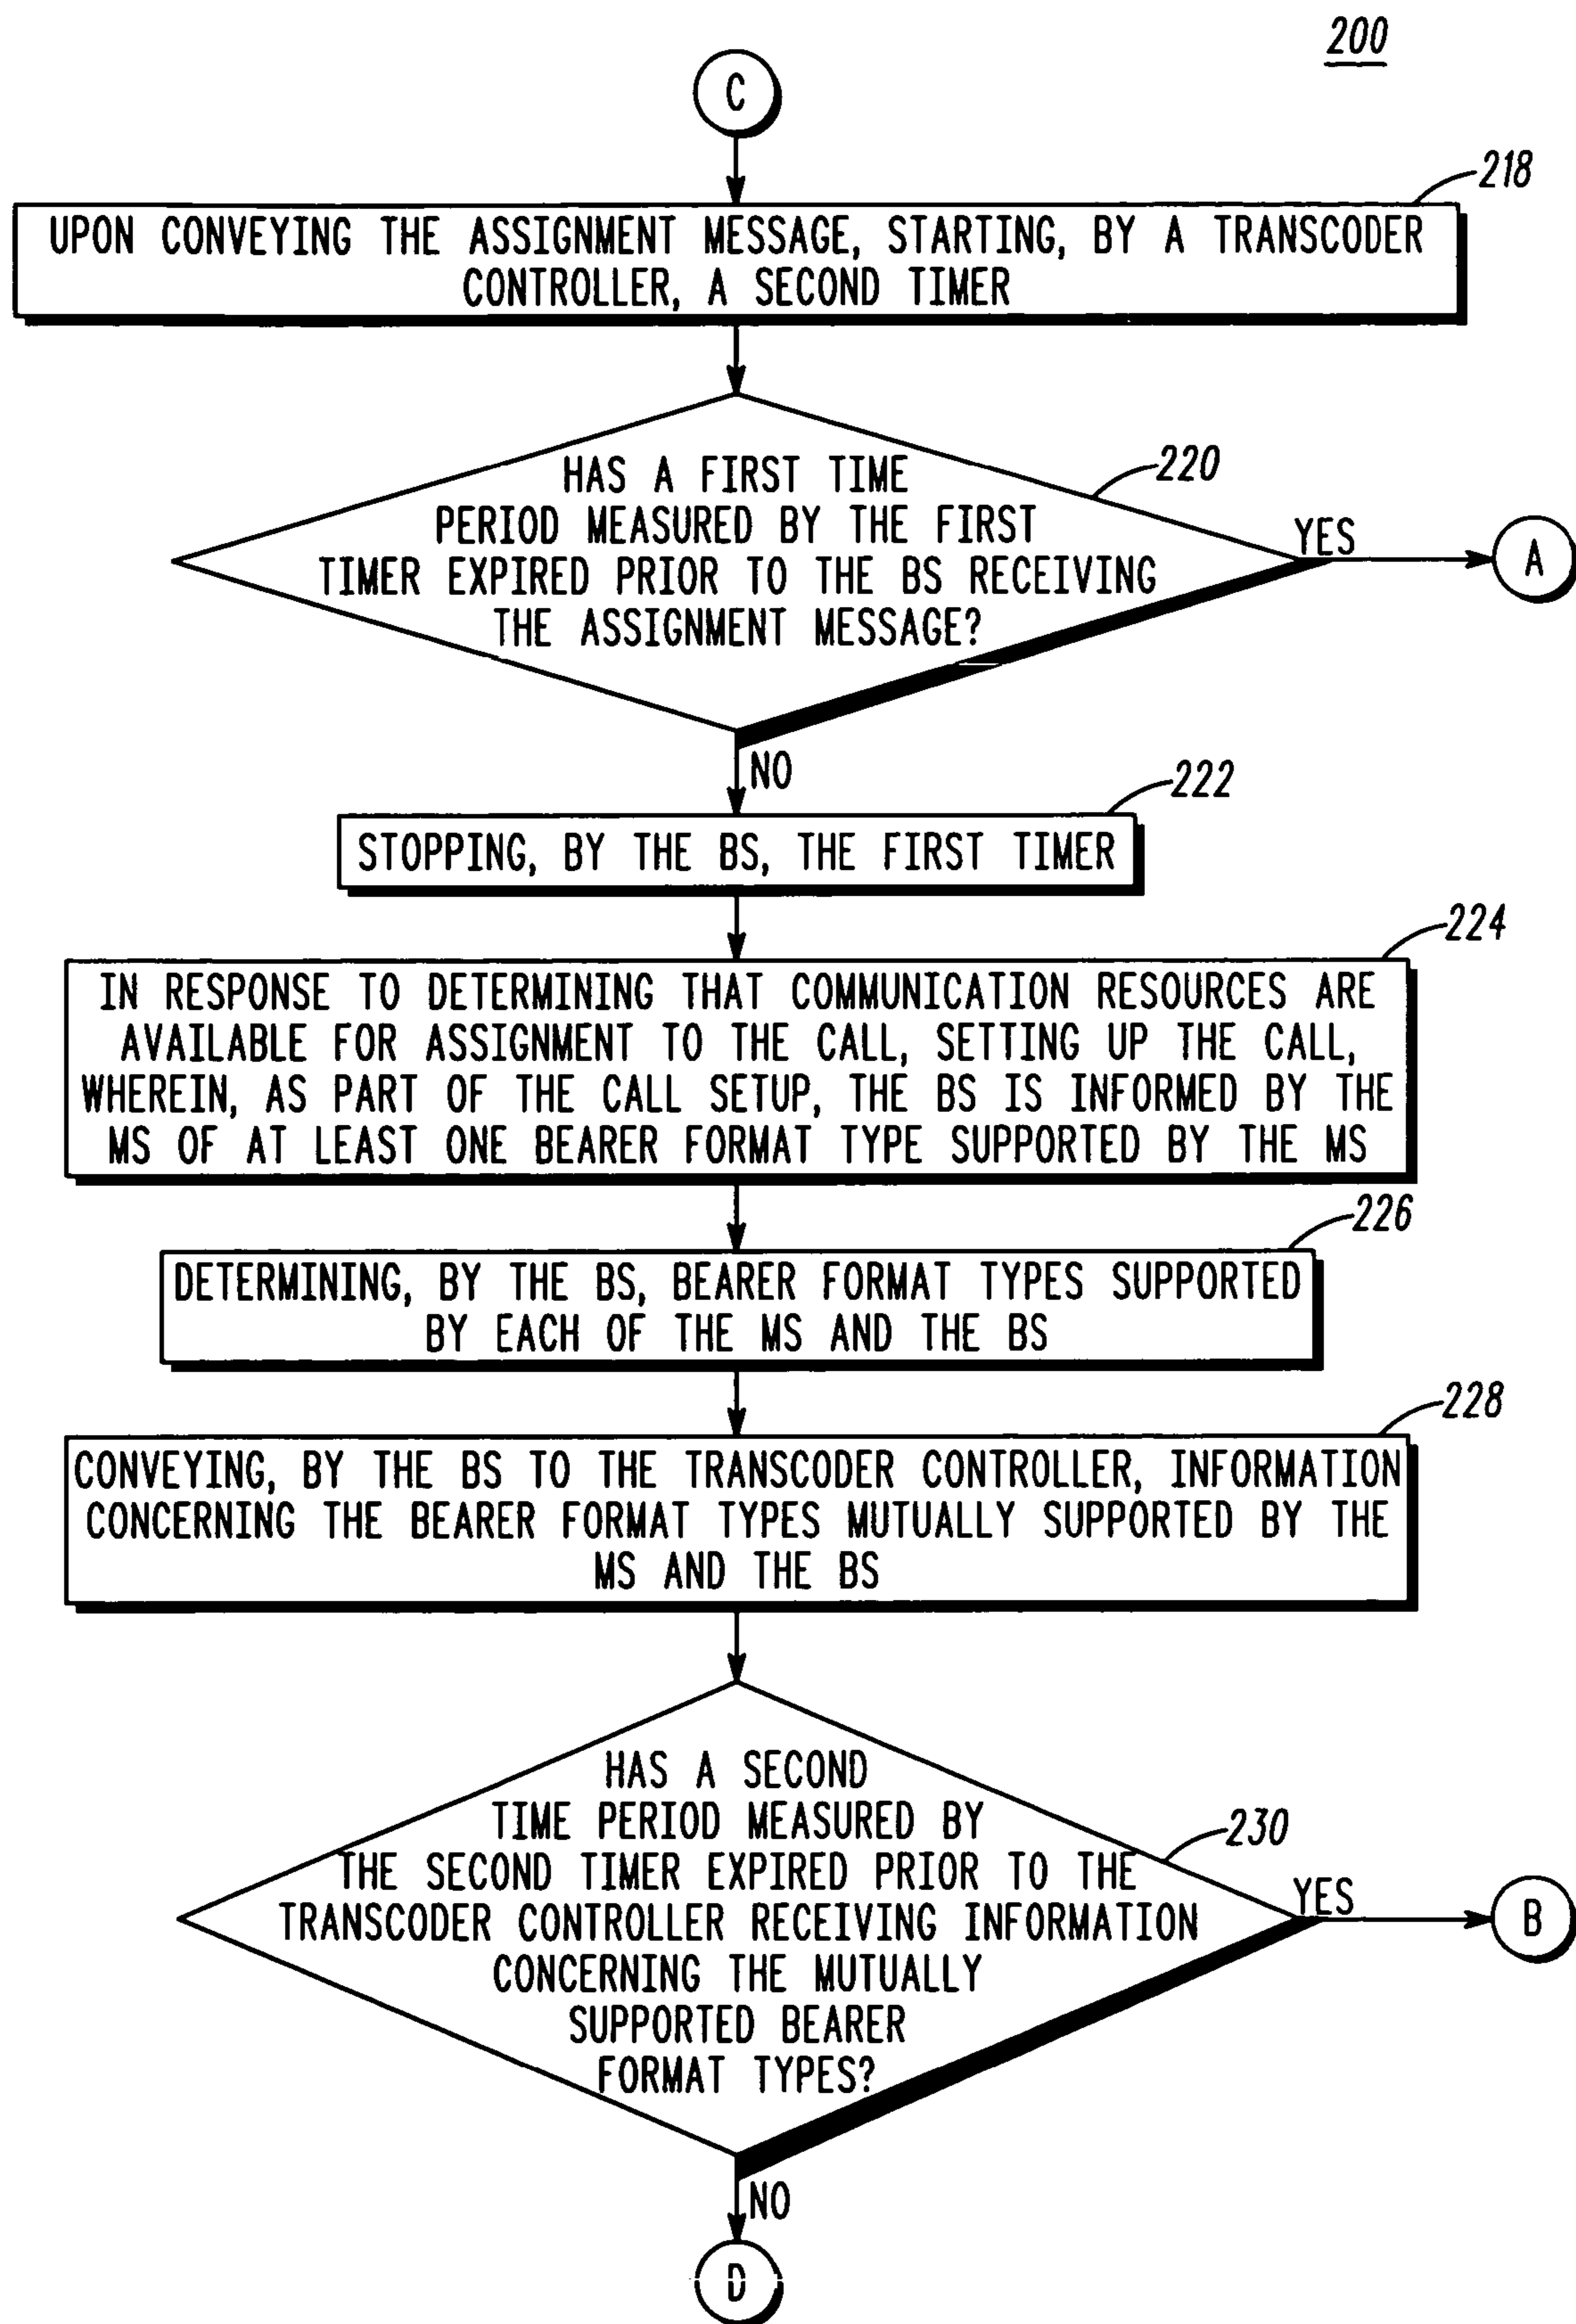 200
C
218
UPON CONVEYING THE ASSIGNMENT MESSAGE, STARTING, BY A TRANSCODER
CONTROLLER, A SECOND TIMER
220
HAS A FIRST TIME
PERIOD MEASURED BY THE FIRST
TIMER EXPIRED PRIOR TO THE BS RECEIVING
THE ASSIGNMENT MESSAGE?
YES
A
NO
222
STOPPING, BY THE BS, THE FIRST TIMER
224
IN RESPONSE TO DETERMINING THAT COMMUNICATION RESOURCES ARE
AVAILABLE FOR ASSIGNMENT TO THE CALL, SETTING UP THE CALL,
WHEREIN, AS PART OF THE CALL SETUP, THE BS IS INFORMED BY THE
MS OF AT LEAST ONE BEARER FORMAT TYPE SUPPORTED BY THE MS
226
DETERMINING, BY THE BS, BEARER FORMAT TYPES SUPPORTED
BY EACH OF THE MS AND THE BS
228
CONVEYING, BY THE BS TO THE TRANSCODER CONTROLLER, INFORMATION
CONCERNING THE BEARER FORMAT TYPES MUTUALLY SUPPORTED BY THE
MS AND THE BS
230
HAS A SECOND
TIME PERIOD MEASURED BY
THE SECOND TIMER EXPIRED PRIOR TO THE
TRANSCODER CONTROLLER RECEIVING INFORMATION
CONCERNING THE MUTUALLY
SUPPORTED BEARER
FORMAT TYPES?
YES
B
NO
D